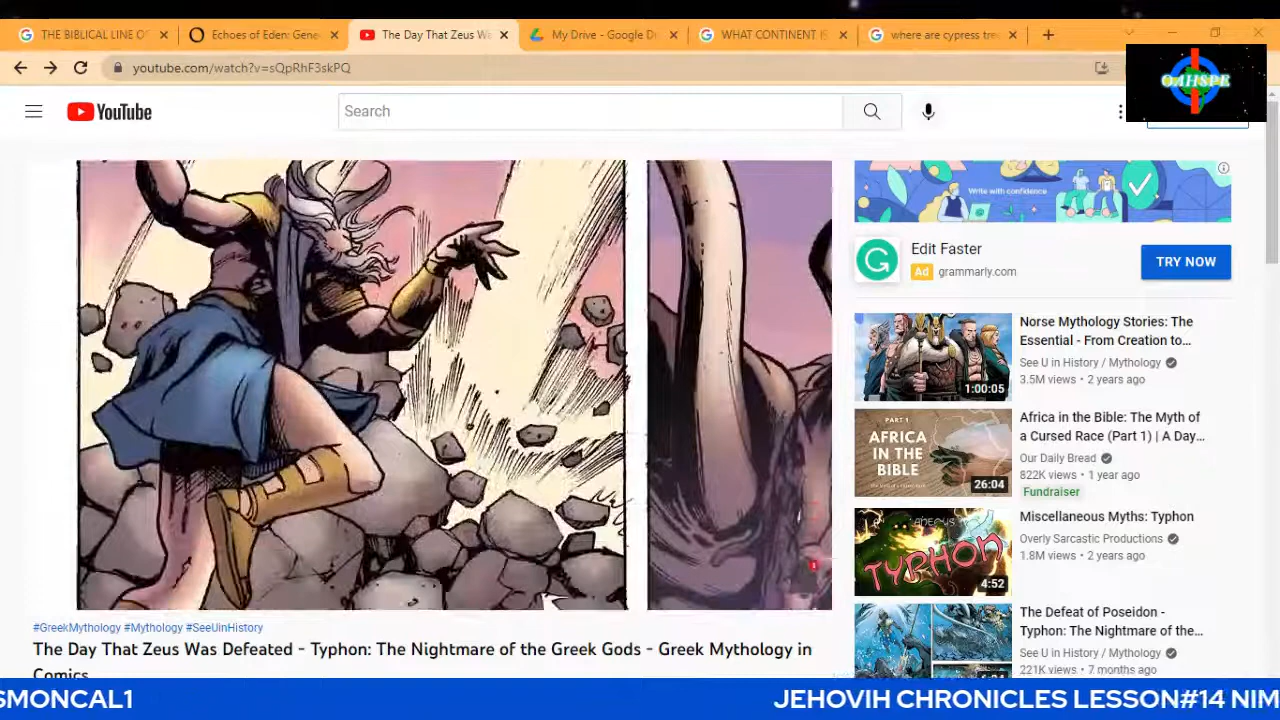 THE BIBLICAL LINE OF
Echoes of Eden: Gene
The Day That Zeus Wa
My Drive - Google D
WHAT CONTINENT IS
where are cypress tre
youtube.com/watch?v=sQpRhF3skPQ
OAHSPE
YouTube
Search
Write with confidence
Edit Faster
Ad grammarly.com
TRY NOW
Norse Mythology Stories: The
Essential - From Creation to...
See U in History / Mythology
3.5M views • 2 years ago
1:00:05
PART 1
AFRICA
IN THE
BIBLE
26:04
Africa in the Bible: The Myth of
a Cursed Race (Part 1) | A Day...
Our Daily Bread
822K views • 1 year ago
Fundraiser
TYPHON
4:52
Miscellaneous Myths: Typhon
Overly Sarcastic Productions
1.8M views • 2 years ago
The Defeat of Poseidon -
Typhon: The Nightmare of the...
See U in History / Mythology
221K views • 7 months ago
#GreekMythology #Mythology #SeeUinHistory
The Day That Zeus Was Defeated - Typhon: The Nightmare of the Greek Gods - Greek Mythology in
Comics
SMONCAL1
JEHOVIH CHRONICLES LESSON#14 NIM